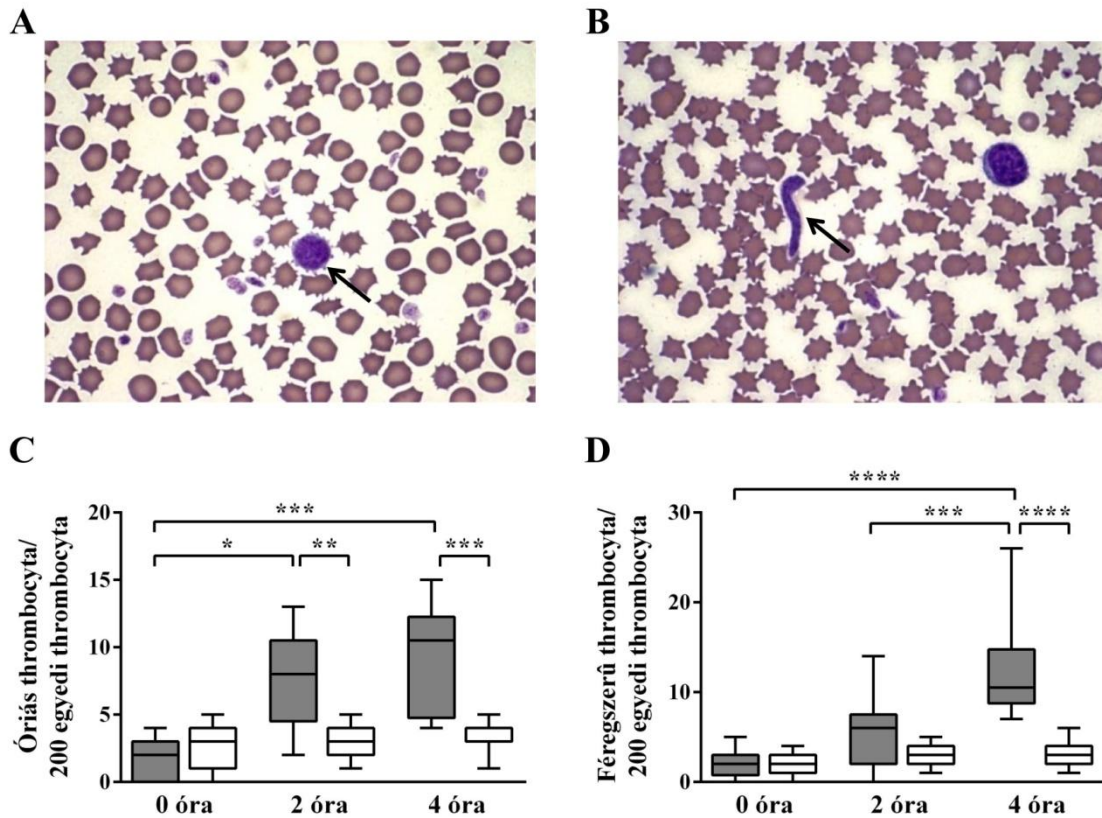 A
B
C
Óriás thrombocyta/
200 egyedi thrombocyta
20
15
10
5
0
***
*
**
***
0 óra
2 óra
4 óra
D
Féregszerû thrombocyta/
200 egyedi thrombocyta
30
20
10
0
****
***
****
0 óra
2 óra
4 óra